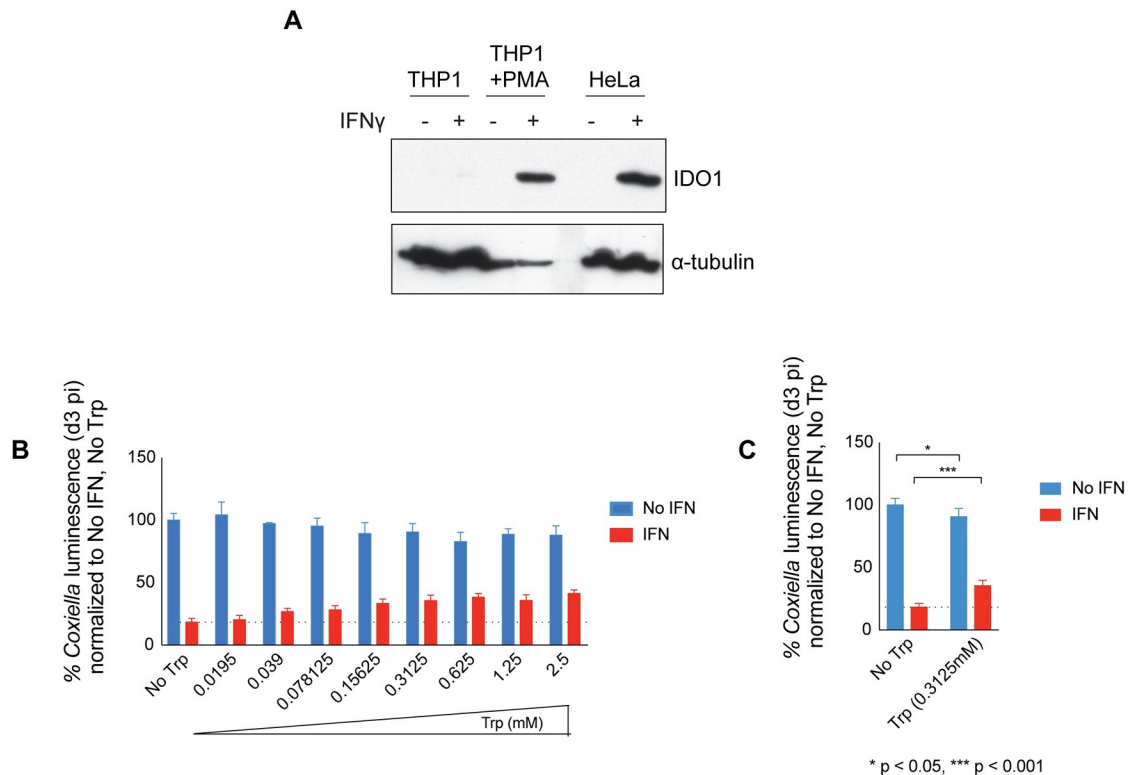 A
THP1
THP1
+PMA
HeLa
IFNγ - + - + - +
IDO1
α-tubulin
B
% Coxiella luminescence (d3 pi)
normalized to No IFN, No Trp
150
100
50
0
No IFN
IFN
No Trp
0.0195
0.039
0.078125
0.15625
0.3125
0.625
1.25
2.5
Trp (mM)
C
% Coxiella luminescence (d3 pi)
normalized to No IFN, No Trp
150
100
50
0
*
***
No IFN
IFN
No Trp
Trp (0.3125mM)
* p < 0.05, *** p < 0.001